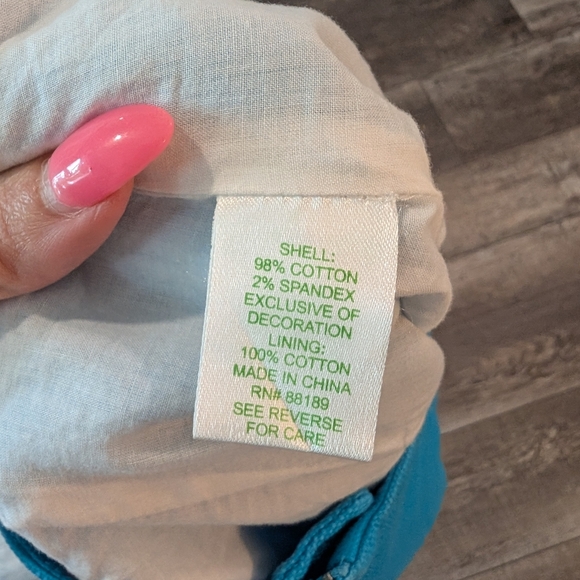 SHELL:
98% COTTON
2% SPANDEX
EXCLUSIVE OF
DECORATION
LINING:
100% COTTON
MADE IN CHINA
RN# 88189
SEE REVERSE
FOR CARE